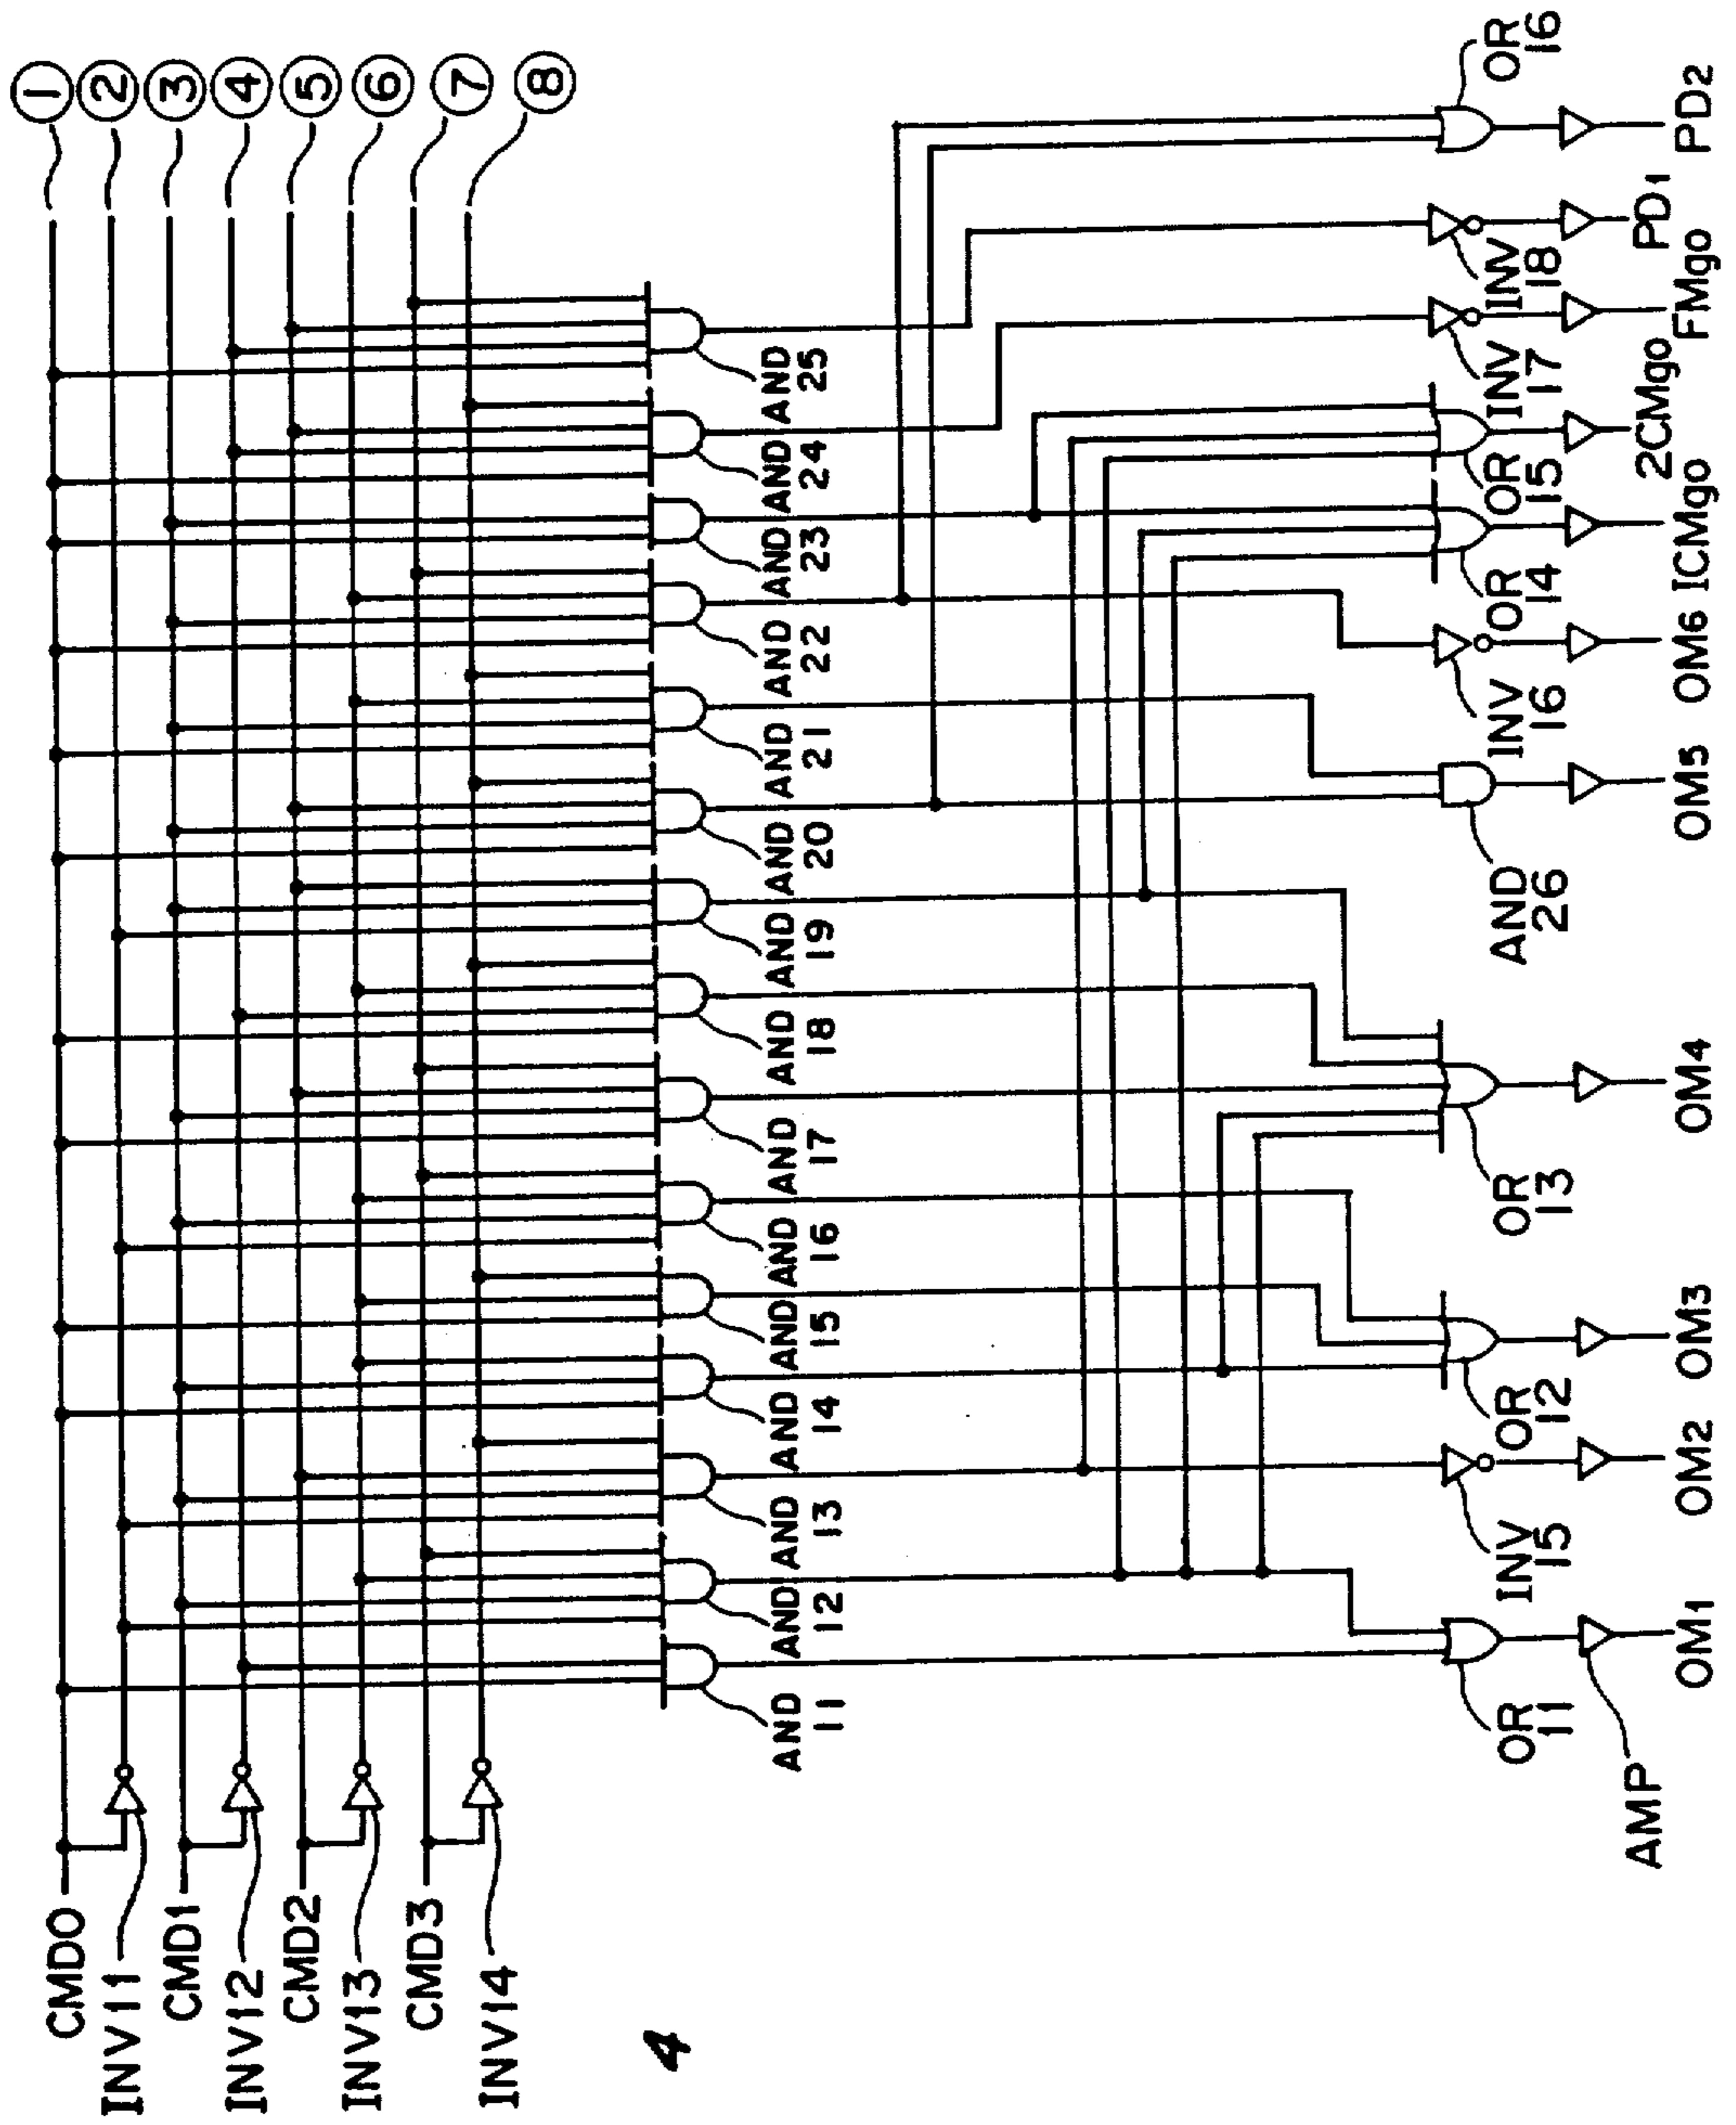 1
2
3
4
5
6
7
8
CMD0
INV11
CMD1
INV12
CMD2
INV13
CMD3
INV14
4
AND 11
AND 12
AND 13
AND 14
AND 15
AND 16
AND 17
AND 18
AND 19
AND 20
AND 21
AND 22
AND 23
AND 24
AND 25
OR 11
INV 15
OR 12
OR 13
AND 26
INV 16
OR 14
OR 15
INV 17
INV 18
OR 16
AMP
OM1
OM2
OM3
OM4
OM5
OM6
ICMgo
2CMgo
FMgo
PD1
PD2